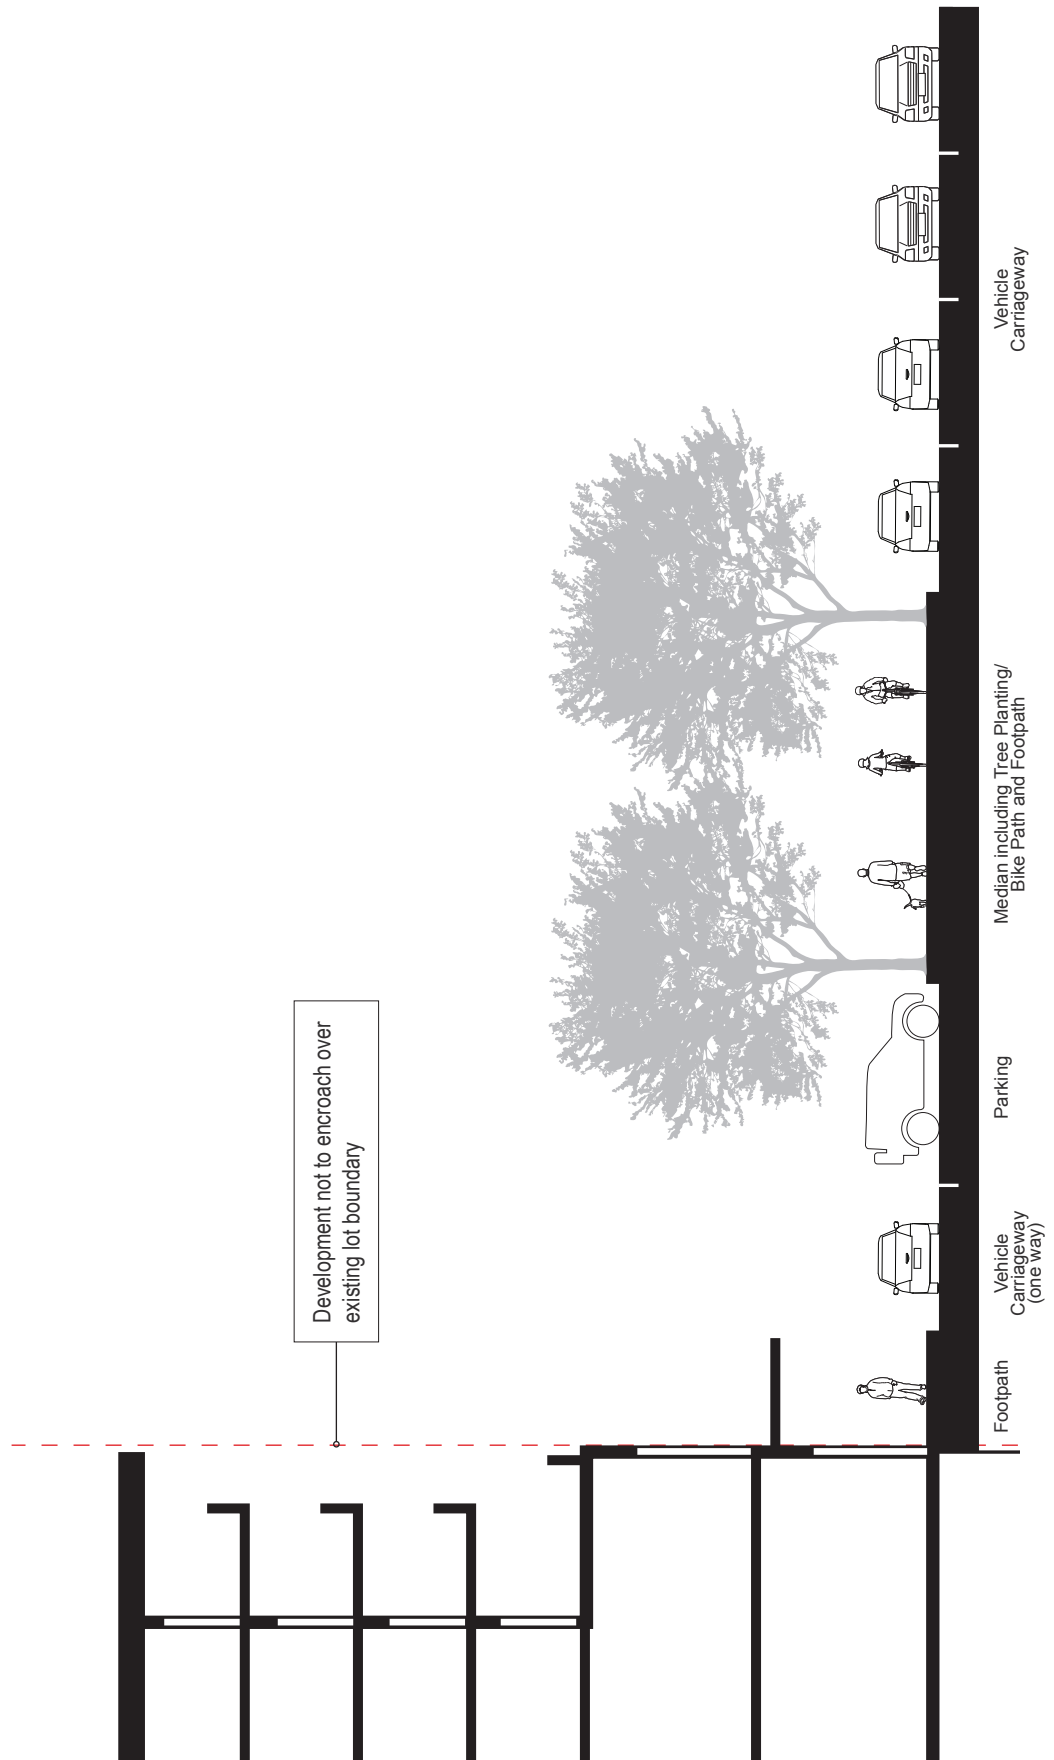 Development not to encroach over
existing lot boundary
Footpath
Vehicle
Carriageway
(one way)
Parking
Median including Tree Planting/
Bike Path and Footpath
Vehicle
Carriageway